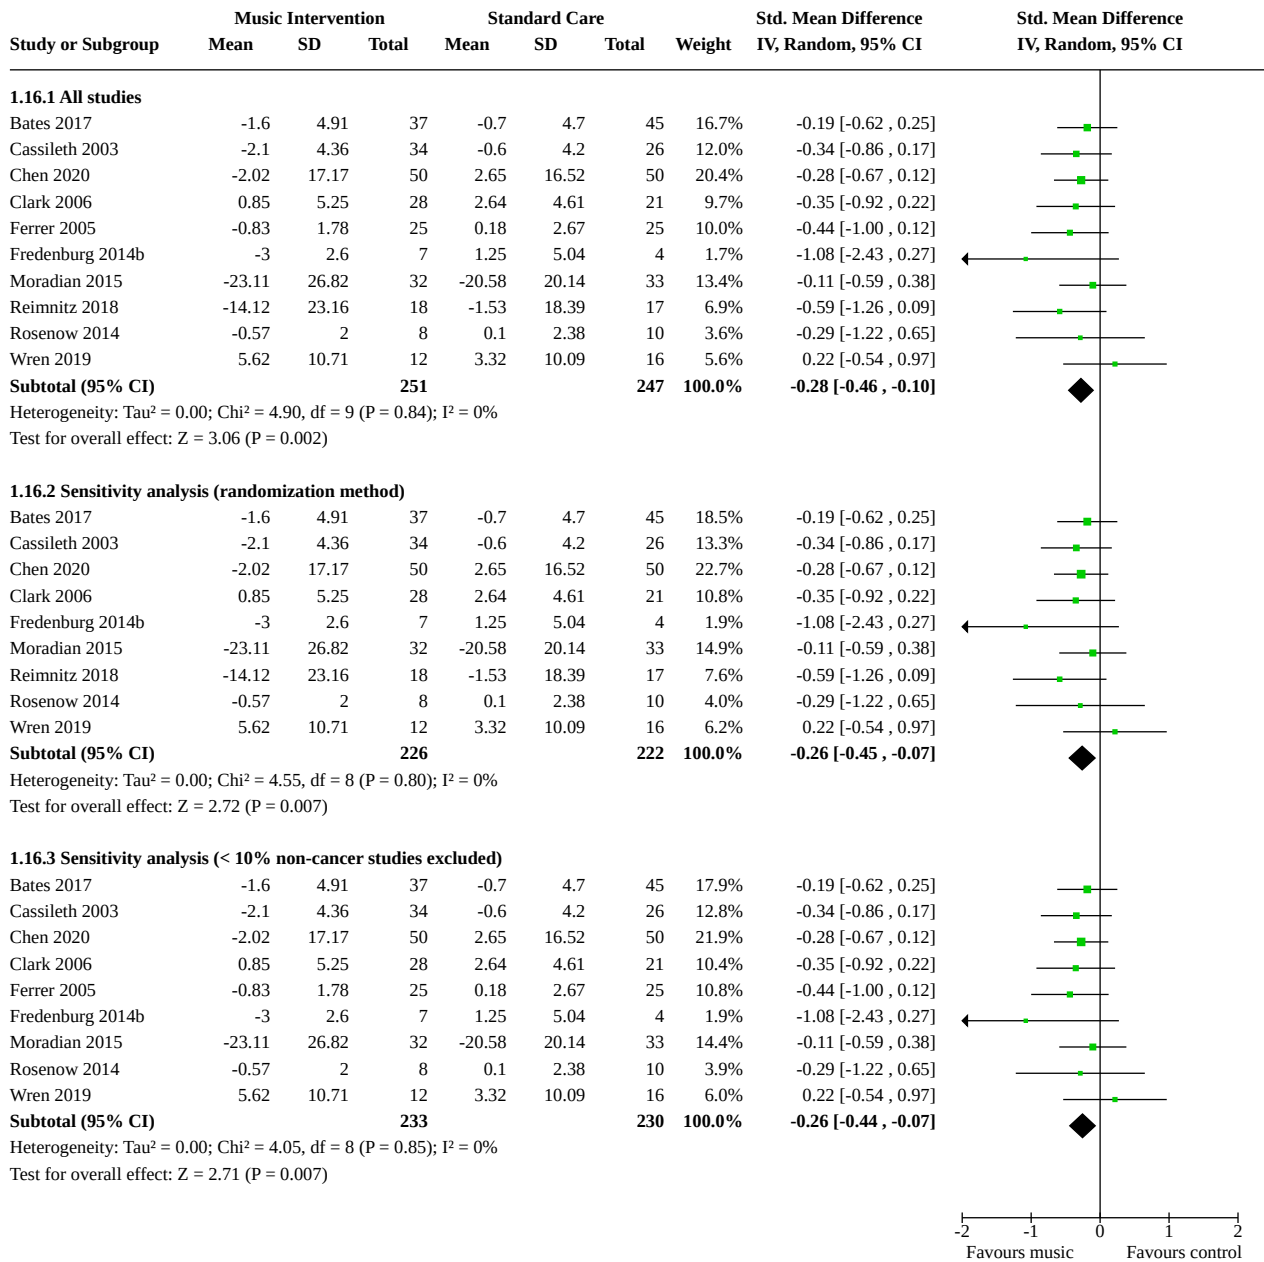 Music Intervention Standard Care Std. Mean Difference Std. Mean Difference
Study or Subgroup Mean SD Total Mean SD Total Weight IV, Random, 95% CI IV, Random, 95% CI
1.16.1 All studies
Bates 2017 -1.6 4.91 37 -0.7 4.7 45 16.7% -0.19 [-0.62 , 0.25]
Cassileth 2003 -2.1 4.36 34 -0.6 4.2 26 12.0% -0.34 [-0.86 , 0.17]
Chen 2020 -2.02 17.17 50 2.65 16.52 50 20.4% -0.28 [-0.67 , 0.12]
Clark 2006 0.85 5.25 28 2.64 4.61 21 9.7% -0.35 [-0.92 , 0.22]
Ferrer 2005 -0.83 1.78 25 0.18 2.67 25 10.0% -0.44 [-1.00 , 0.12]
Fredenburg 2014b -3 2.6 7 1.25 5.04 4 1.7% -1.08 [-2.43 , 0.27]
Moradian 2015 -23.11 26.82 32 -20.58 20.14 33 13.4% -0.11 [-0.59 , 0.38]
Reimnitz 2018 -14.12 23.16 18 -1.53 18.39 17 6.9% -0.59 [-1.26 , 0.09]
Rosenow 2014 -0.57 2 8 0.1 2.38 10 3.6% -0.29 [-1.22 , 0.65]
Wren 2019 5.62 10.71 12 3.32 10.09 16 5.6% 0.22 [-0.54 , 0.97]
Subtotal (95% CI) 251 247 100.0% -0.28 [-0.46 , -0.10]
Heterogeneity: Tau² = 0.00; Chi² = 4.90, df = 9 (P = 0.84); I² = 0%
Test for overall effect: Z = 3.06 (P = 0.002)
1.16.2 Sensitivity analysis (randomization method)
Bates 2017 -1.6 4.91 37 -0.7 4.7 45 18.5% -0.19 [-0.62 , 0.25]
Cassileth 2003 -2.1 4.36 34 -0.6 4.2 26 13.3% -0.34 [-0.86 , 0.17]
Chen 2020 -2.02 17.17 50 2.65 16.52 50 22.7% -0.28 [-0.67 , 0.12]
Clark 2006 0.85 5.25 28 2.64 4.61 21 10.8% -0.35 [-0.92 , 0.22]
Fredenburg 2014b -3 2.6 7 1.25 5.04 4 1.9% -1.08 [-2.43 , 0.27]
Moradian 2015 -23.11 26.82 32 -20.58 20.14 33 14.9% -0.11 [-0.59 , 0.38]
Reimnitz 2018 -14.12 23.16 18 -1.53 18.39 17 7.6% -0.59 [-1.26 , 0.09]
Rosenow 2014 -0.57 2 8 0.1 2.38 10 4.0% -0.29 [-1.22 , 0.65]
Wren 2019 5.62 10.71 12 3.32 10.09 16 6.2% 0.22 [-0.54 , 0.97]
Subtotal (95% CI) 226 222 100.0% -0.26 [-0.45 , -0.07]
Heterogeneity: Tau² = 0.00; Chi² = 4.55, df = 8 (P = 0.80); I² = 0%
Test for overall effect: Z = 2.72 (P = 0.007)
1.16.3 Sensitivity analysis (< 10% non-cancer studies excluded)
Bates 2017 -1.6 4.91 37 -0.7 4.7 45 17.9% -0.19 [-0.62 , 0.25]
Cassileth 2003 -2.1 4.36 34 -0.6 4.2 26 12.8% -0.34 [-0.86 , 0.17]
Chen 2020 -2.02 17.17 50 2.65 16.52 50 21.9% -0.28 [-0.67 , 0.12]
Clark 2006 0.85 5.25 28 2.64 4.61 21 10.4% -0.35 [-0.92 , 0.22]
Ferrer 2005 -0.83 1.78 25 0.18 2.67 25 10.8% -0.44 [-1.00 , 0.12]
Fredenburg 2014b -3 2.6 7 1.25 5.04 4 1.9% -1.08 [-2.43 , 0.27]
Moradian 2015 -23.11 26.82 32 -20.58 20.14 33 14.4% -0.11 [-0.59 , 0.38]
Rosenow 2014 -0.57 2 8 0.1 2.38 10 3.9% -0.29 [-1.22 , 0.65]
Wren 2019 5.62 10.71 12 3.32 10.09 16 6.0% 0.22 [-0.54 , 0.97]
Subtotal (95% CI) 233 230 100.0% -0.26 [-0.44 , -0.07]
Heterogeneity: Tau² = 0.00; Chi² = 4.05, df = 8 (P = 0.85); I² = 0%
Test for overall effect: Z = 2.71 (P = 0.007)
-2 -1 0 1 2
Favours music Favours control